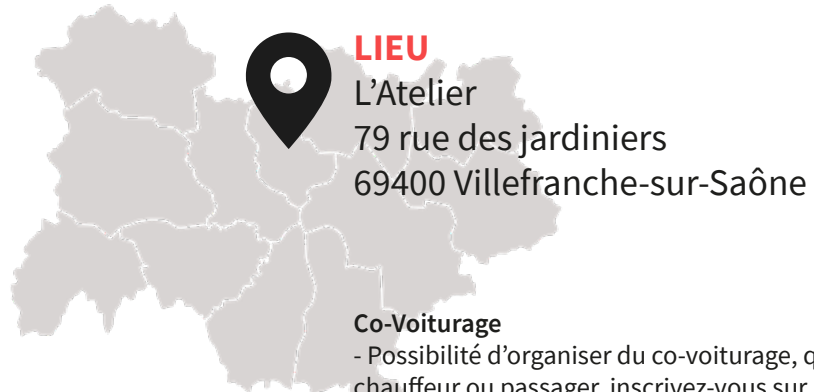 LIEU
L’Atelier
79 rue des jardiniers
69400 Villefranche-sur-Saône
Co-Voiturage
- Possibilité d’organiser du co-voiturage, q
chauffeur ou passager, inscrivez-vous sur